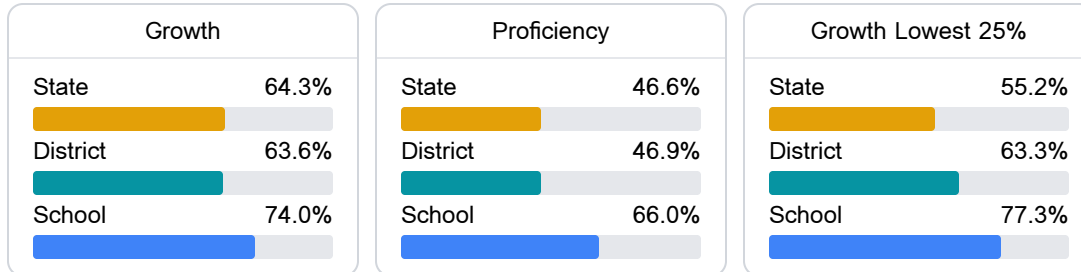 Growth
State 64.3%
District 63.6%
School 74.0%
Proficiency
State 46.6%
District 46.9%
School 66.0%
Growth Lowest 25%
State 55.2%
District 63.3%
School 77.3%